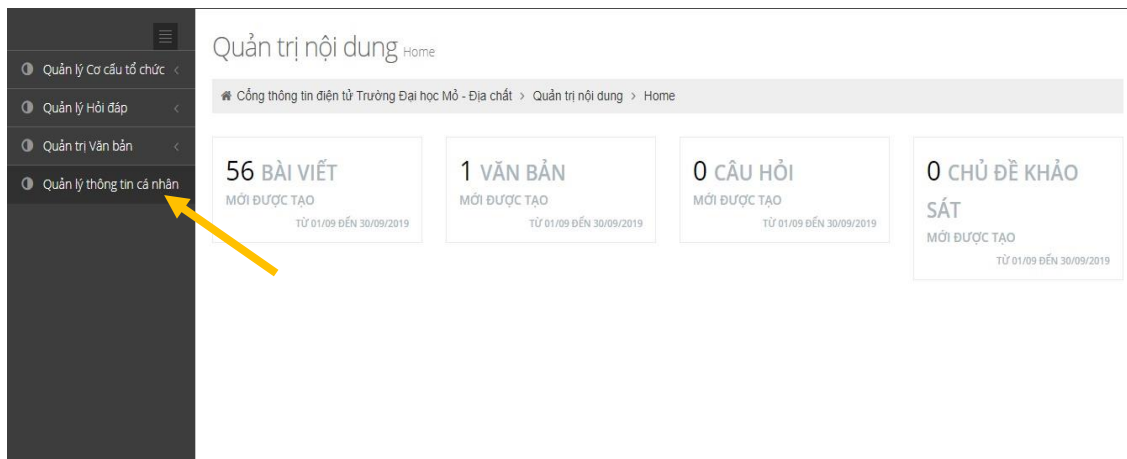 Quản lý Cơ cấu tổ chức
Quản lý Hỏi đáp
Quản trị Văn bản
Quản lý thông tin cá nhân
Quản trị nội dung Home
Cổng thông tin điện tử Trường Đại học Mỏ - Địa chất > Quản trị nội dung > Home
56 BÀI VIẾT
MỚI ĐƯỢC TẠO
TỪ 01/09 ĐẾN 30/09/2019
1 VĂN BẢN
MỚI ĐƯỢC TẠO
TỪ 01/09 ĐẾN 30/09/2019
0 CÂU HỎI
MỚI ĐƯỢC TẠO
TỪ 01/09 ĐẾN 30/09/2019
0 CHỦ ĐỀ KHẢO
SÁT
MỚI ĐƯỢC TẠO
TỪ 01/09 ĐẾN 30/09/2019